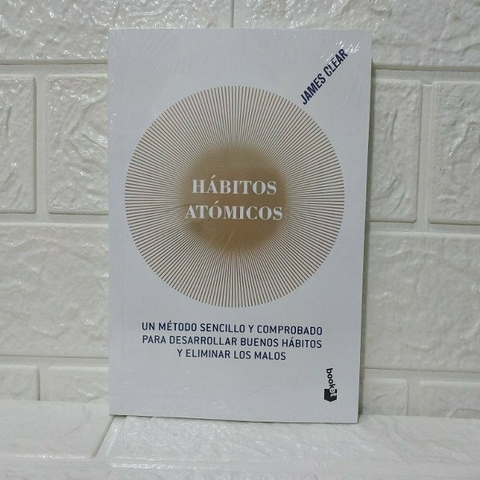 JAMES CLEAR
HÁBITOS
ATÓMICOS
UN MÉTODO SENCILLO Y COMPROBADO
PARA DESARROLLAR BUENOS HÁBITOS
Y ELIMINAR LOS MALOS
booket